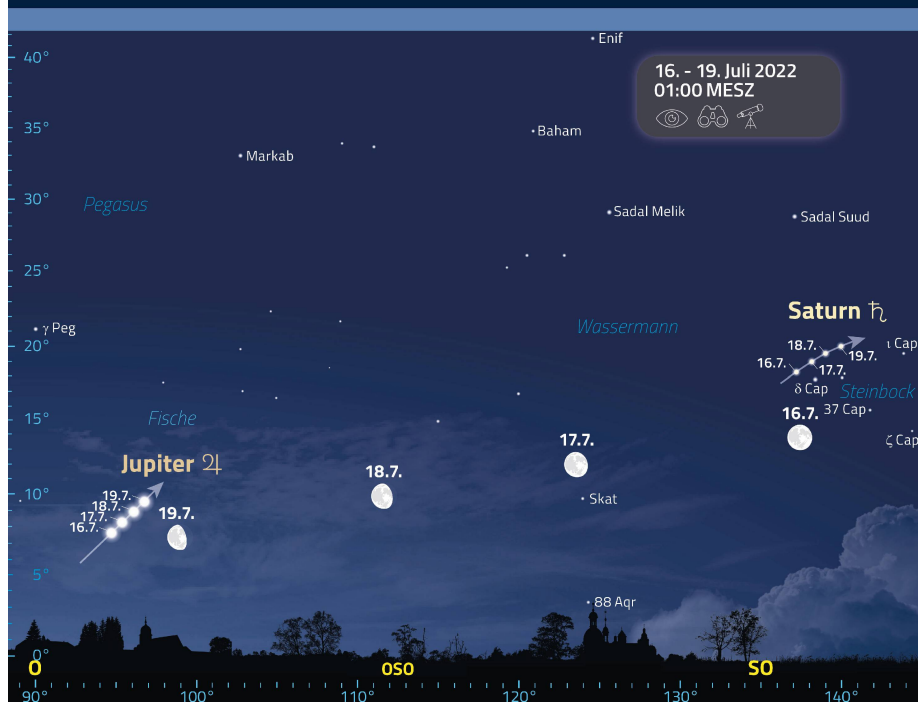 40°
Enif
16. - 19. Juli 2022
01:00 MESZ
35°
Baham
Markab
30°
Pegasus
Sadal Melik
Sadal Suud
25°
Saturn ♄
γ Peg
Wassermann
20°
18.7.
19.7.
ι Cap
16.7.
17.7.
δ Cap
Steinbock
15°
Fische
16.7.
37 Cap
17.7.
ζ Cap
Jupiter ♃
18.7.
10°
19.7.
18.7.
17.7.
16.7.
19.7.
Skat
5°
88 Aqr
0°
O
OSO
SO
90°
100°
110°
120°
130°
140°